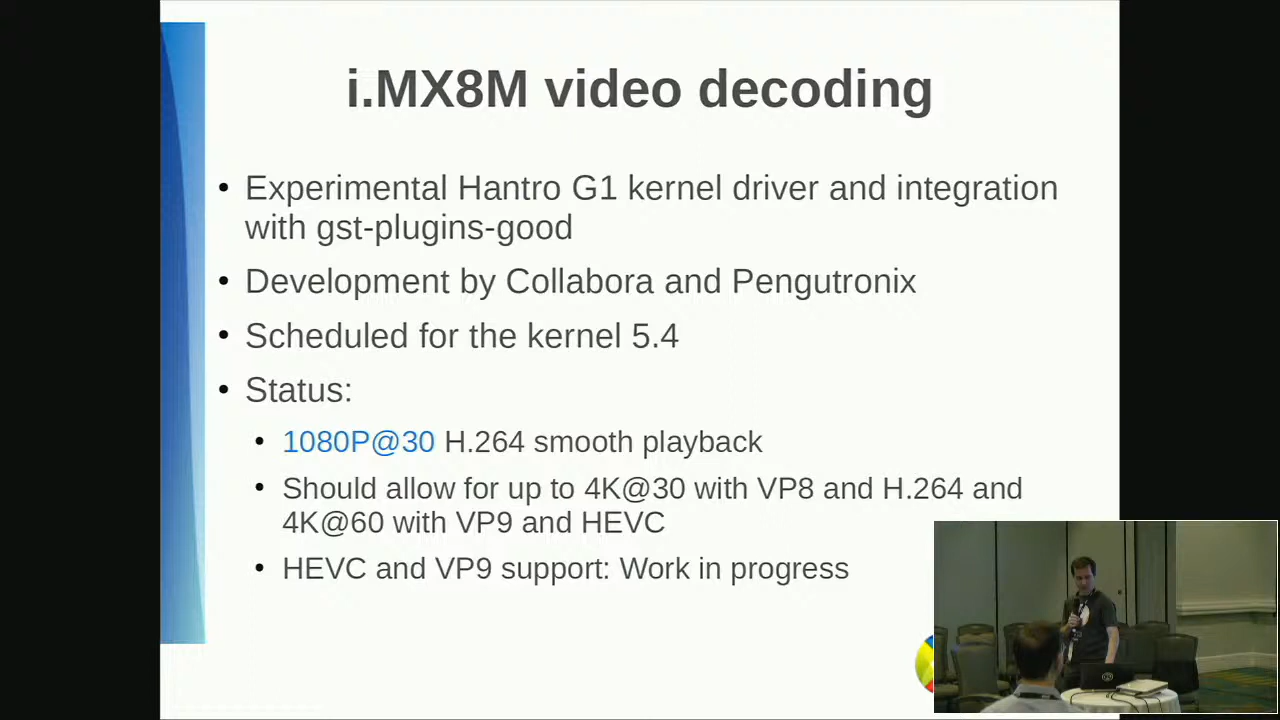 i.MX8M video decoding
• Experimental Hantro G1 kernel driver and integration
with gst-plugins-good
• Development by Collabora and Pengutronix
• Scheduled for the kernel 5.4
• Status:
• 1080P@30 H.264 smooth playback
• Should allow for up to 4K@30 with VP8 and H.264 and
4K@60 with VP9 and HEVC
• HEVC and VP9 support: Work in progress